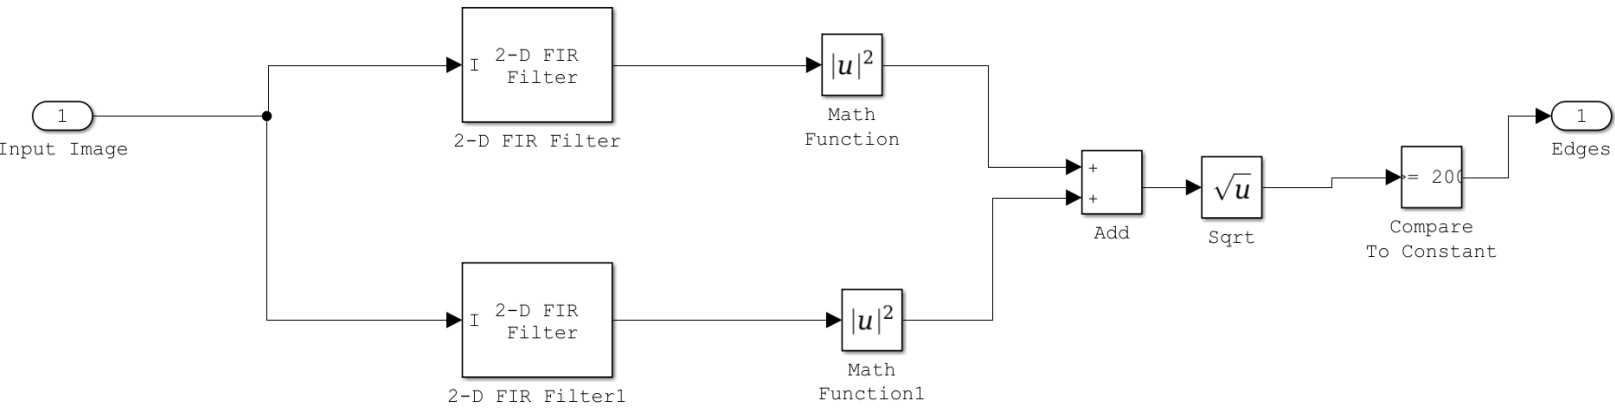 1
Input Image
I
2-D FIR
Filter
2-D FIR Filter
|u|²
Math
Function
I
2-D FIR
Filter
2-D FIR Filter1
|u|²
Math
Function1
+
+
Add
√u
Sqrt
>= 200
Compare
To Constant
1
Edges